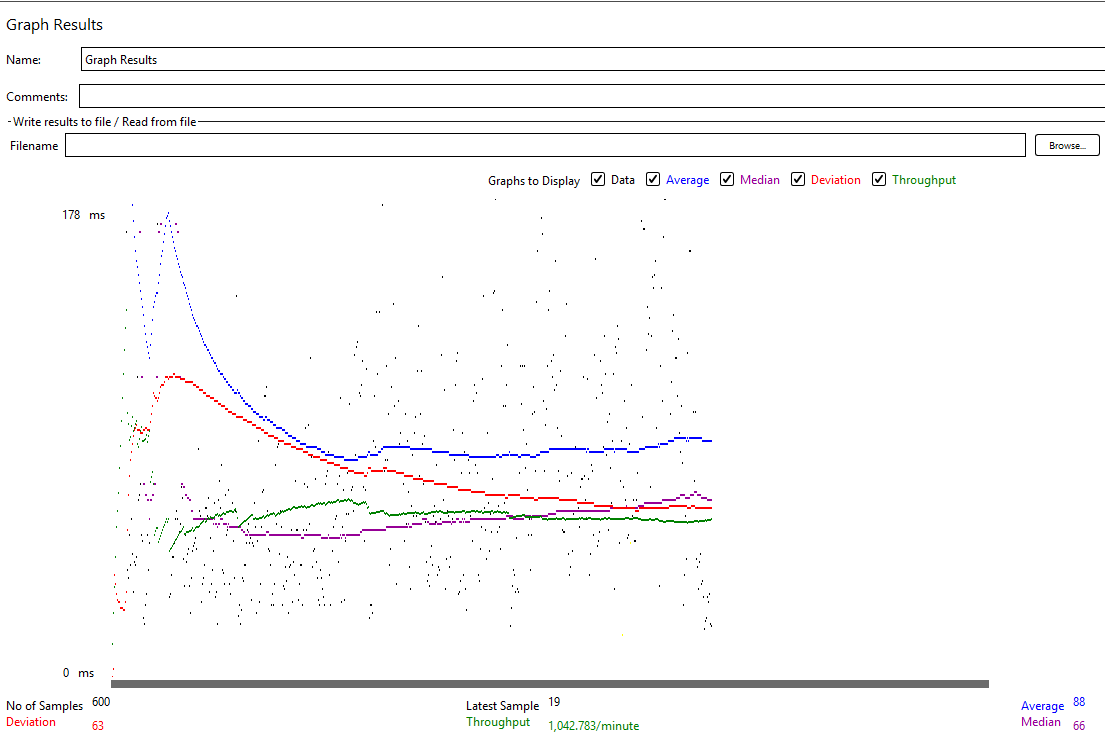 Graph Results
Name: Graph Results
Comments:
Write results to file / Read from file
Filename Browse...
Graphs to Display Data Average Median Deviation Throughput
178 ms
0 ms
No of Samples 600 Latest Sample 19 Average 88
Deviation 63 Throughput 1,042.783/minute Median 66